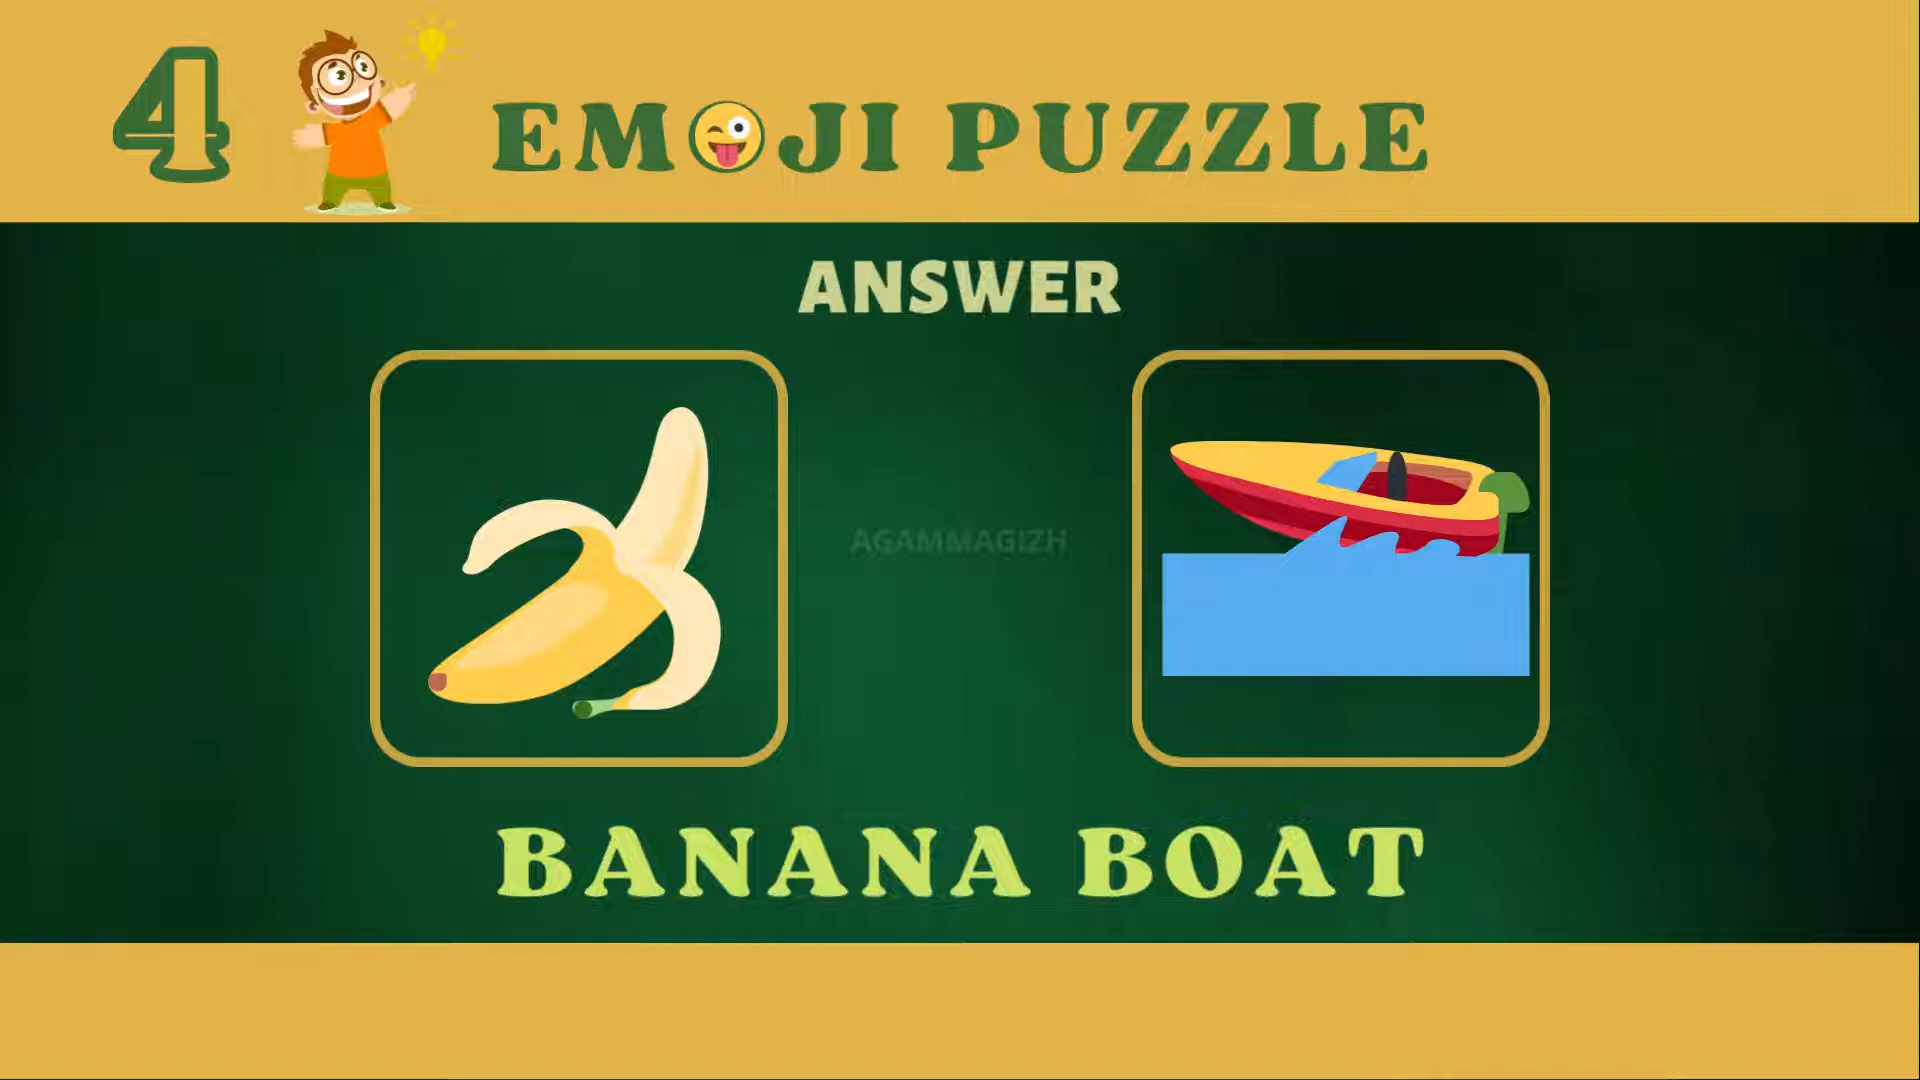 4
EMOJI PUZZLE
ANSWER
AGAMMAGIZH
BANANA BOAT